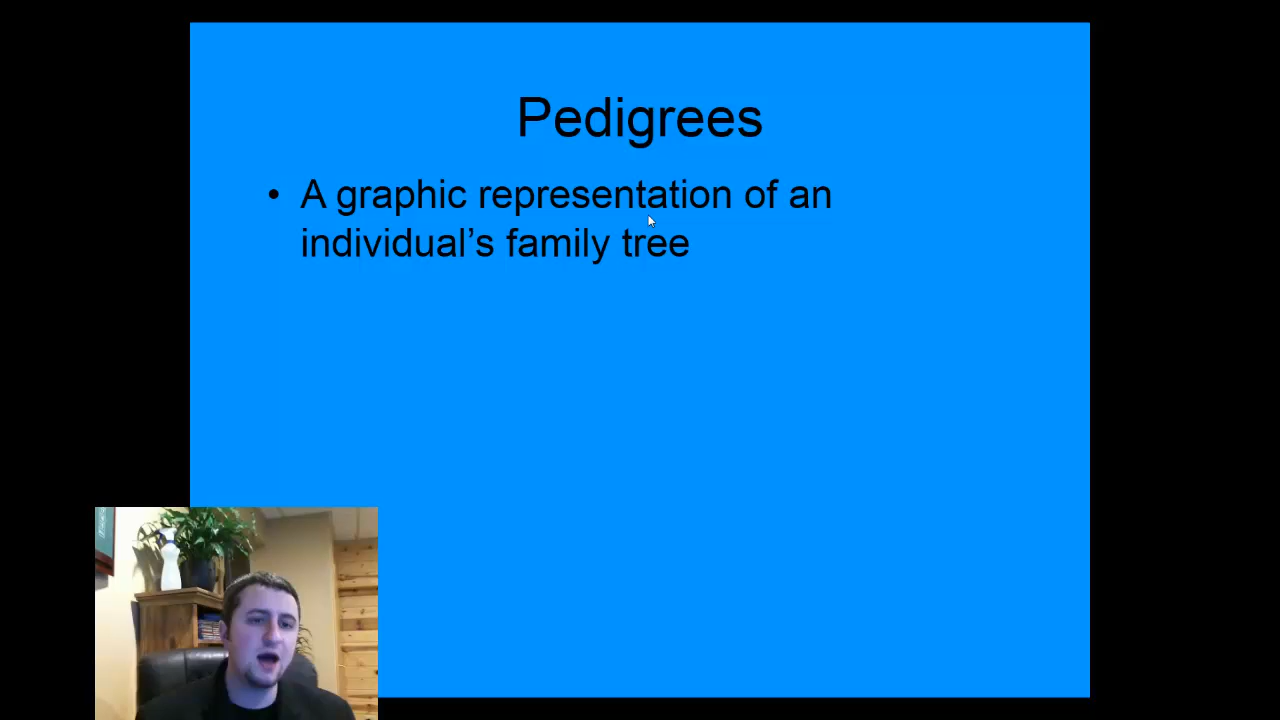 Pedigrees
• A graphic representation of an
individual’s family tree